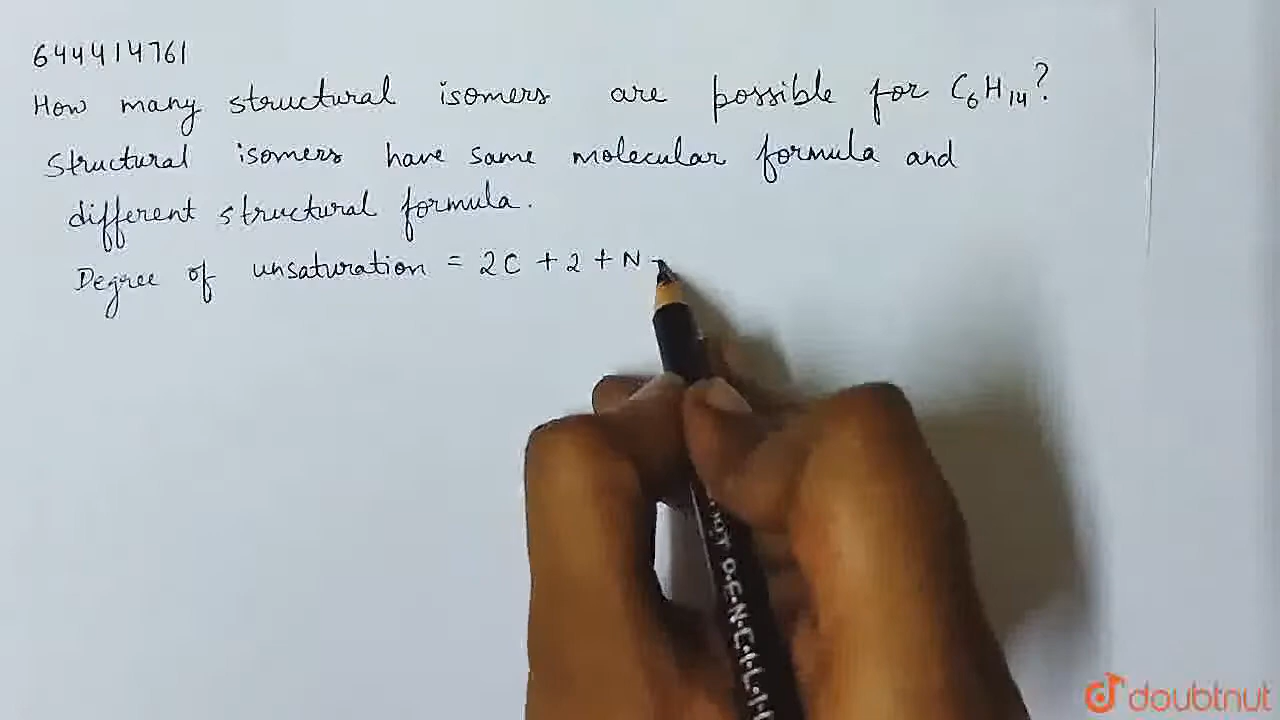 644414761
How many structural isomers are possible for C₆H₁₄?
Structural isomers have same molecular formula and
different structural formula.
Degree of unsaturation = 2C + 2 + N -
doubtnut